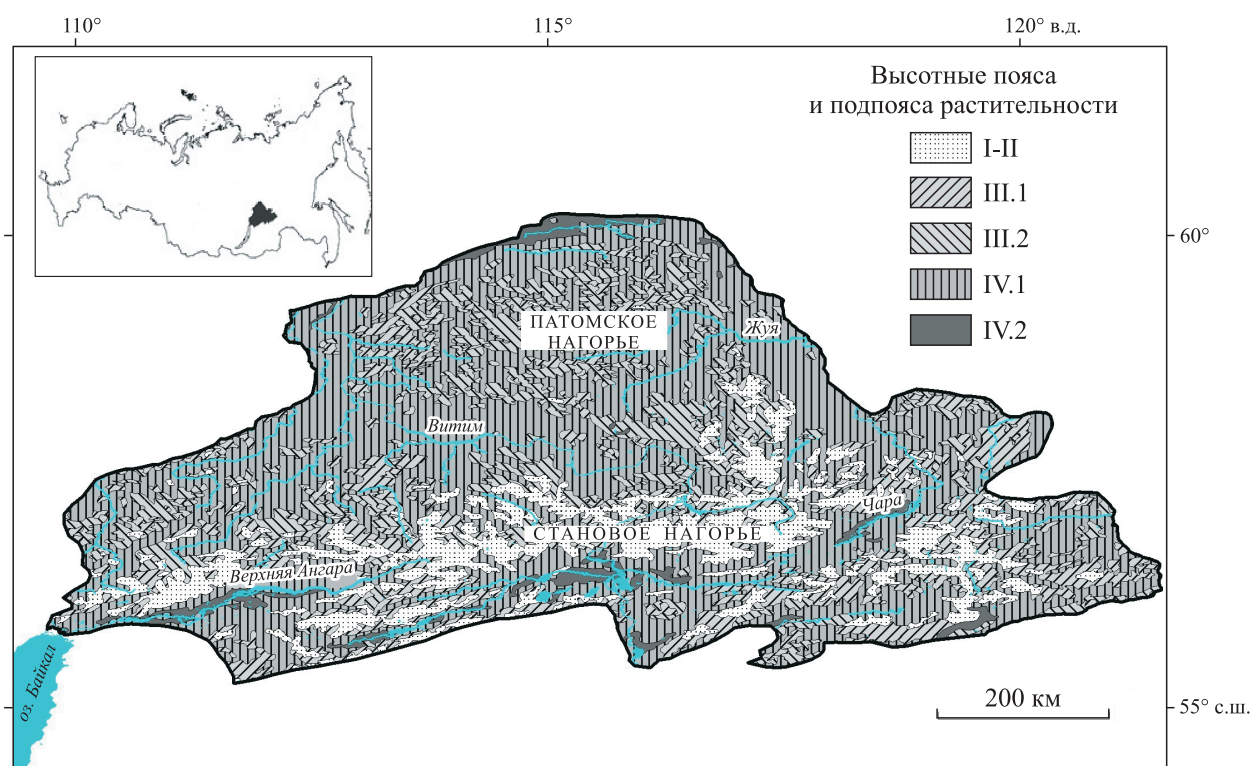 110°
115°
120° в.д.
Высотные пояса
и подпояса растительности
I-II
III.1
III.2
IV.1
IV.2
60°
ПАТОМСКОЕ
НАГОРЬЕ
Жуя
Витим
Чара
СТАНОВОЕ НАГОРЬЕ
Верхняя Ангара
оз. Байкал
200 км
55° с.ш.